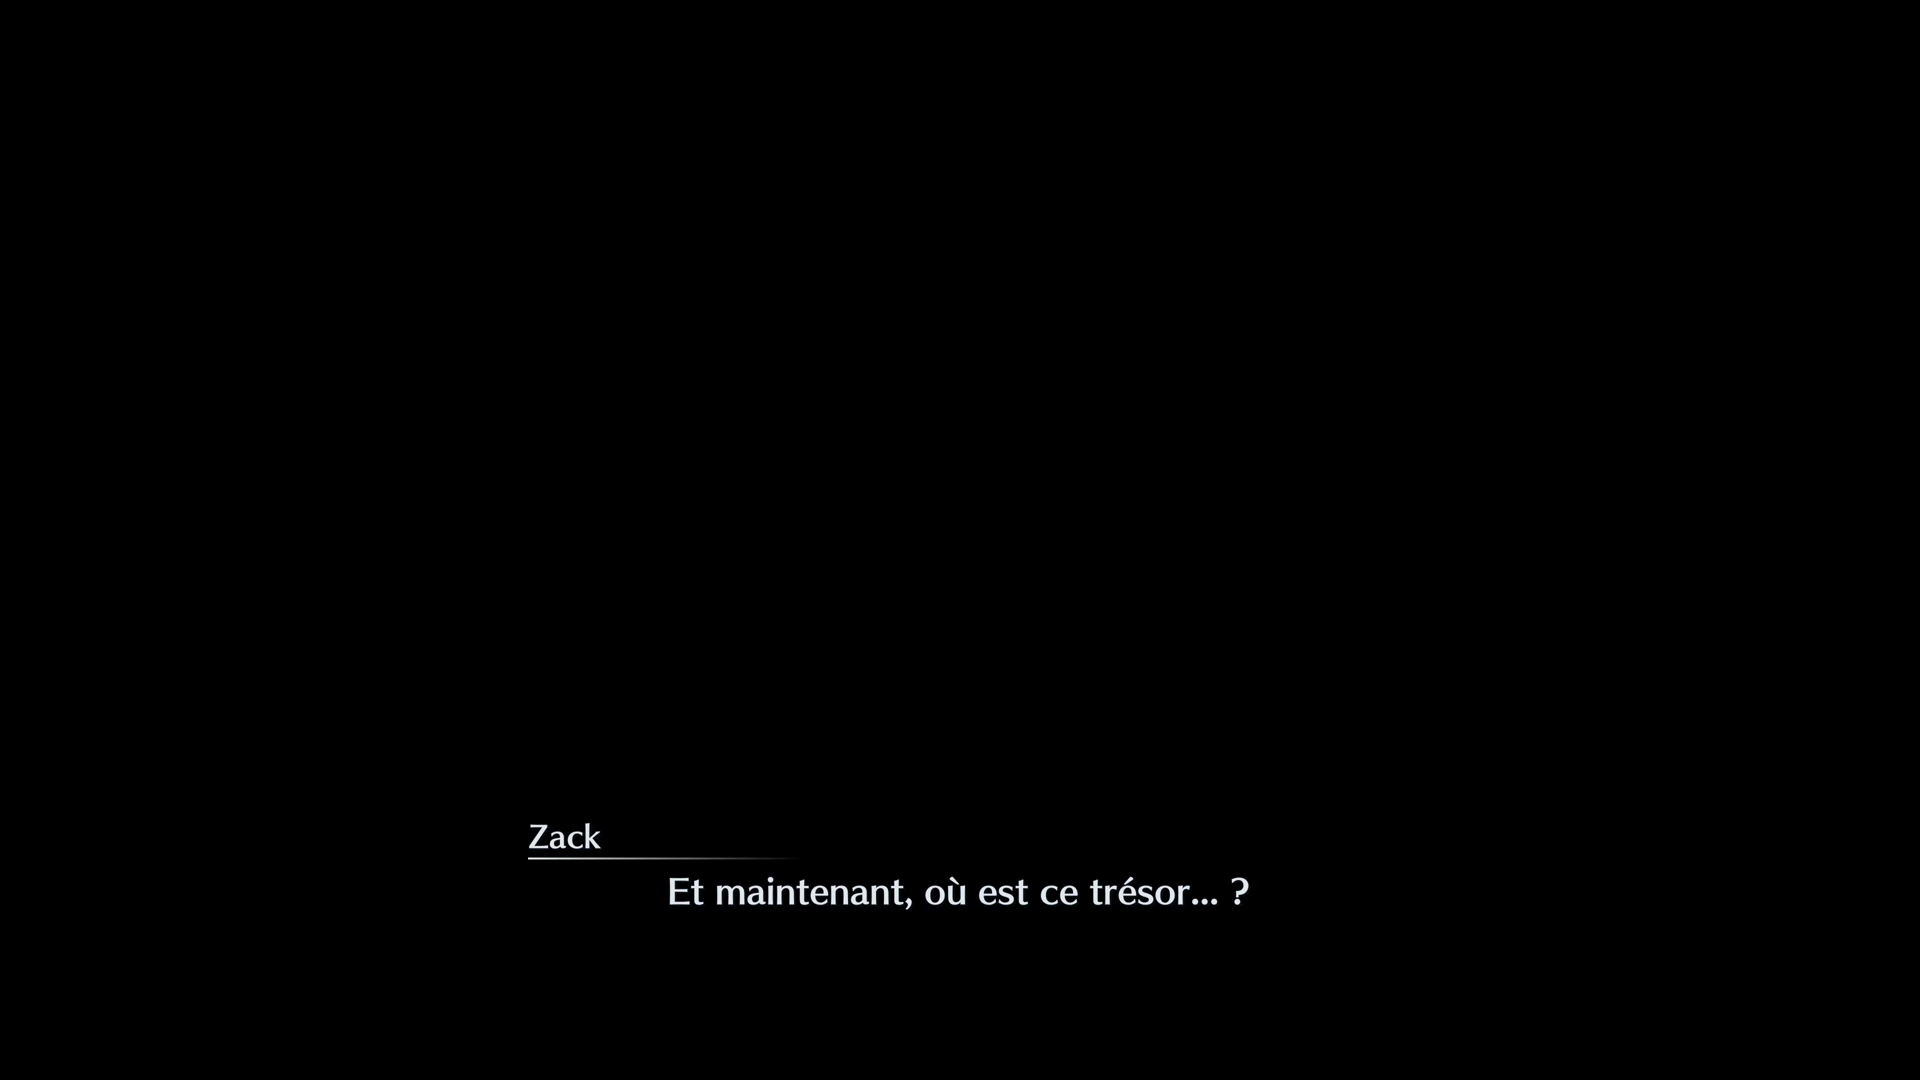 Zack
Et maintenant, où est ce trésor... ?